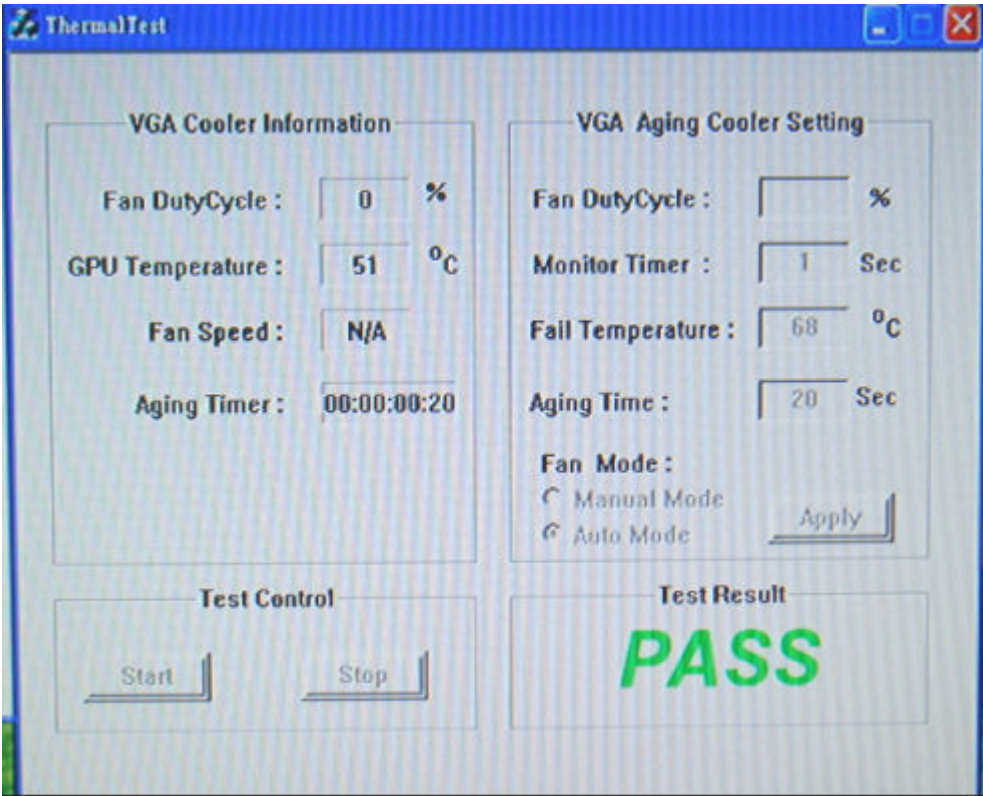 ThermalTest
VGA Cooler Information
Fan DutyCycle : 0 %
GPU Temperature : 51 °C
Fan Speed : N/A
Aging Timer : 00:00:00:20
VGA Aging Cooler Setting
Fan DutyCycle : %
Monitor Timer : 1 Sec
Fail Temperature : 68 °C
Aging Time : 20 Sec
Fan Mode :
Manual Mode
Auto Mode
Apply
Test Control
Start Stop
Test Result
PASS